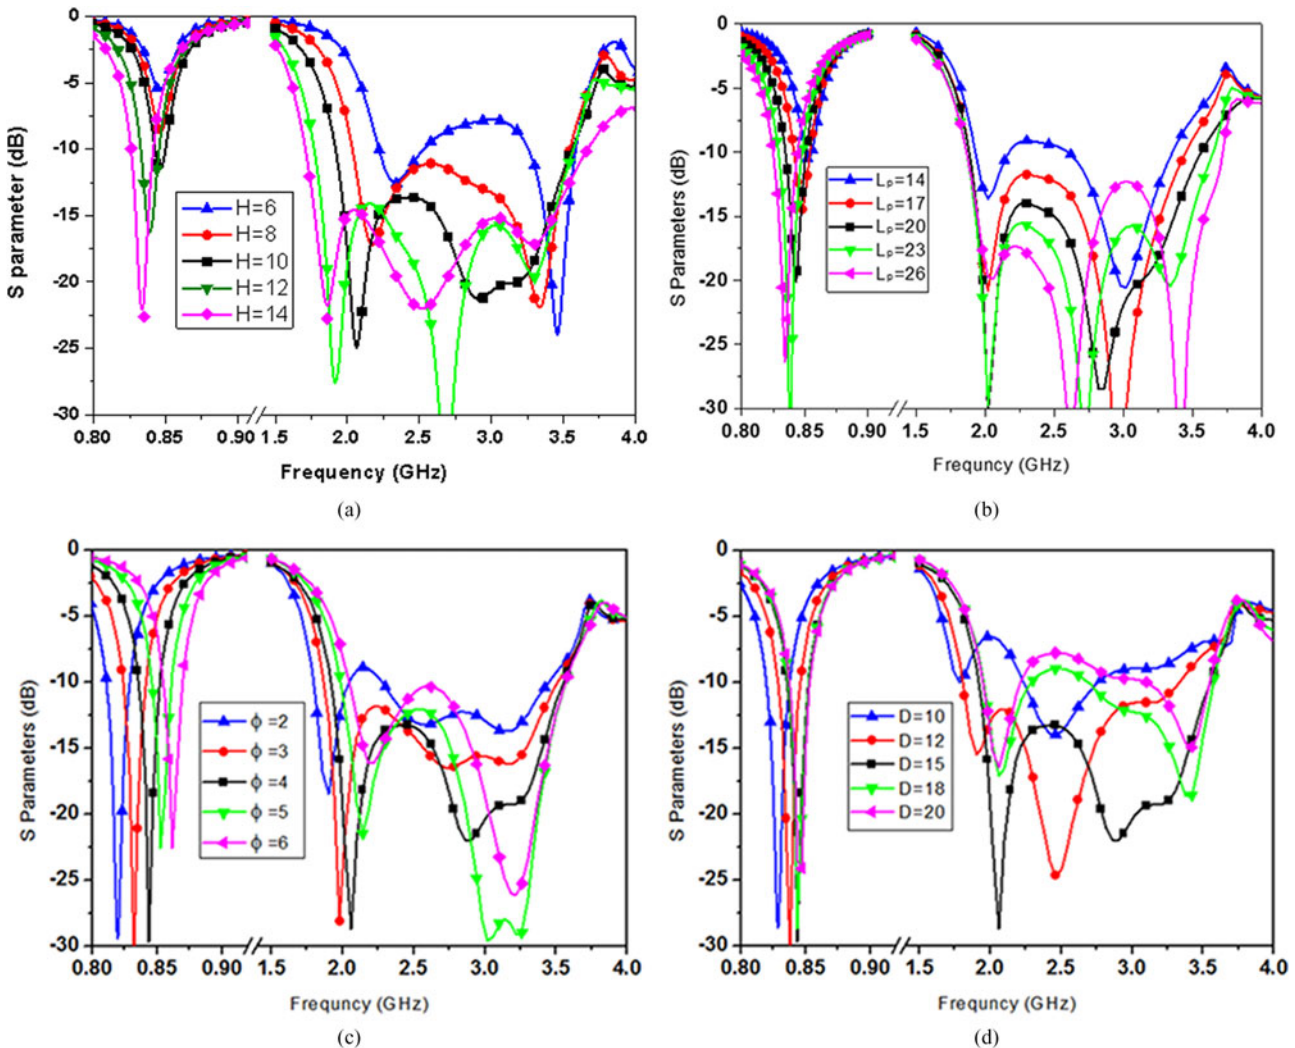 0
-5
-10
-15
-20
-25
-30
S parameter (dB)
H=6
H=8
H=10
H=12
H=14
0.80 0.85 0.90 1.5 2.0 2.5 3.0 3.5 4.0
Frequency (GHz)
(a)
0
-5
-10
-15
-20
-25
-30
S Parameters (dB)
Lp=14
Lp=17
Lp=20
Lp=23
Lp=26
0.80 0.85 0.90 1.5 2.0 2.5 3.0 3.5 4.0
Frequncy (GHz)
(b)
0
-5
-10
-15
-20
-25
-30
S Parameters (dB)
ϕ=2
ϕ=3
ϕ=4
ϕ=5
ϕ=6
0.80 0.85 0.90 1.5 2.0 2.5 3.0 3.5 4.0
Frequncy (GHz)
(c)
0
-5
-10
-15
-20
-25
-30
S Parameters (dB)
D=10
D=12
D=15
D=18
D=20
0.80 0.85 0.90 1.5 2.0 2.5 3.0 3.5 4.0
Frequncy (GHz)
(d)